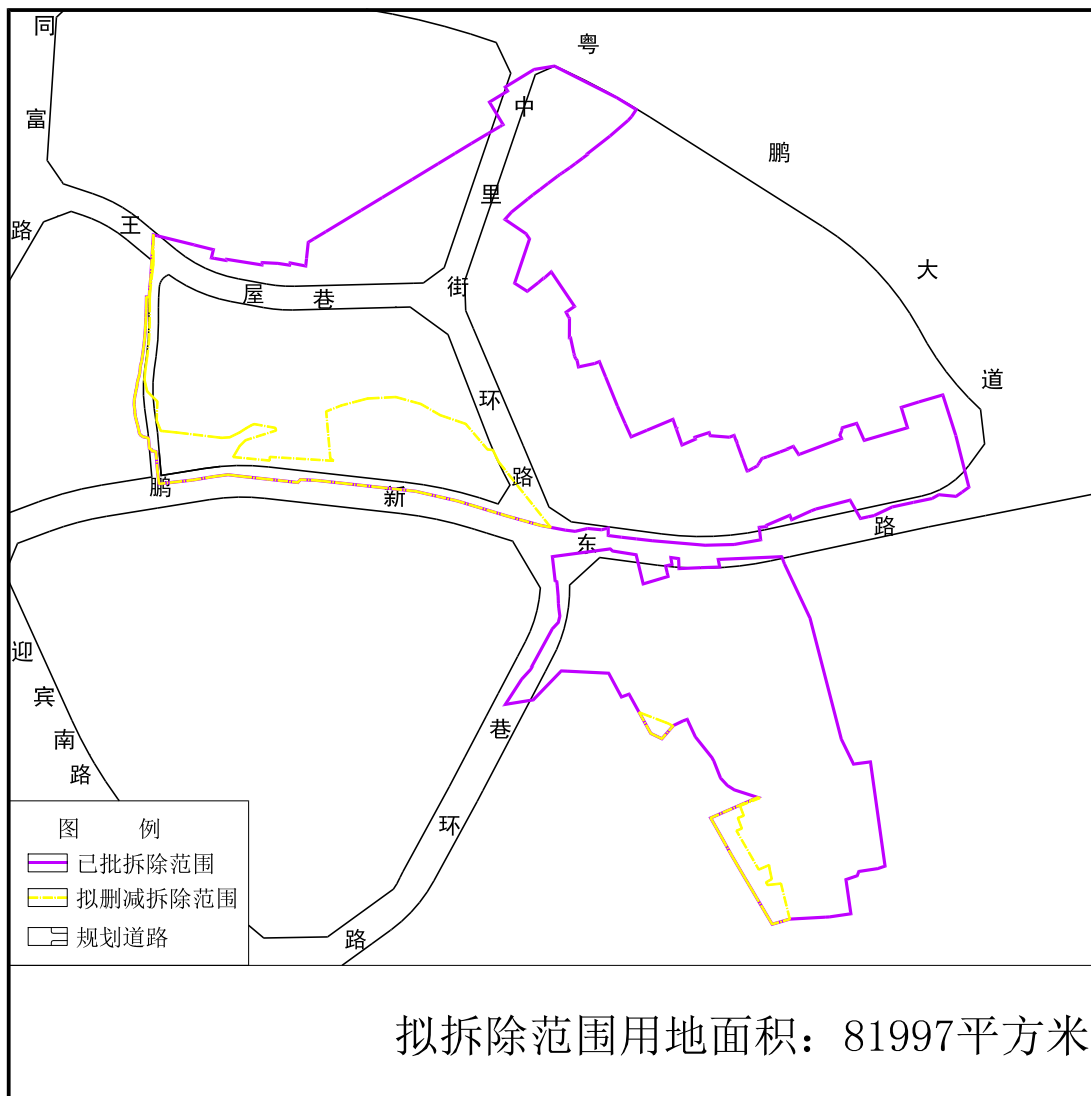 同富路
粤鹏大道
中里街
王屋巷
环路
鹏新东路
迎宾南路
巷环路
图例
已批拆除范围
拟删减拆除范围
规划道路
拟拆除范围用地面积：81997平方米